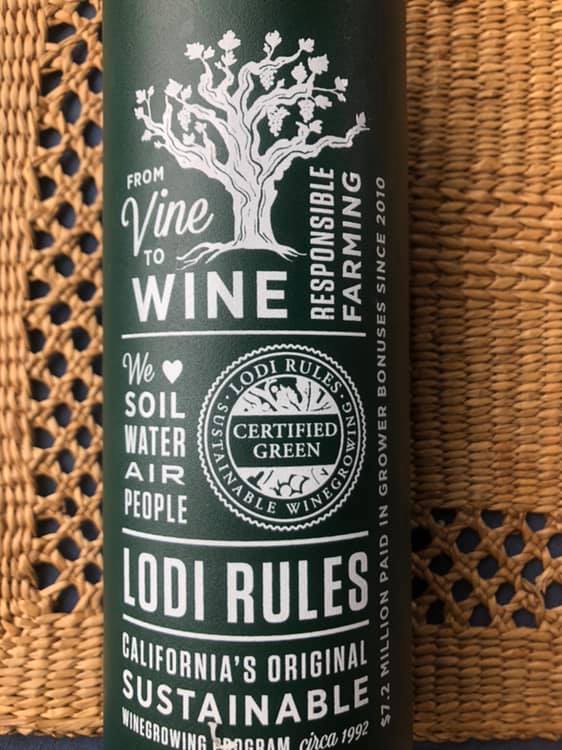 FROM
Vine
TO
WINE
RESPONSIBLE
FARMING
We ♥
SOIL
WATER
AIR
PEOPLE
· LODI RULES ·
SUSTAINABLE WINEGROWING
CERTIFIED
GREEN
LODI RULES
CALIFORNIA'S ORIGINAL
SUSTAINABLE
WINEGROWING PROGRAM circa 1992
$7.2 MILLION PAID IN GROWER BONUSES SINCE 2010